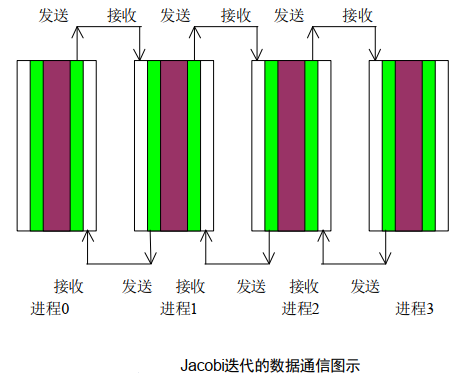 发送 接收 发送 接收 发送 接收
接收 发送 接收 发送 接收 发送
进程0 进程1 进程2 进程3
Jacobi迭代的数据通信图示